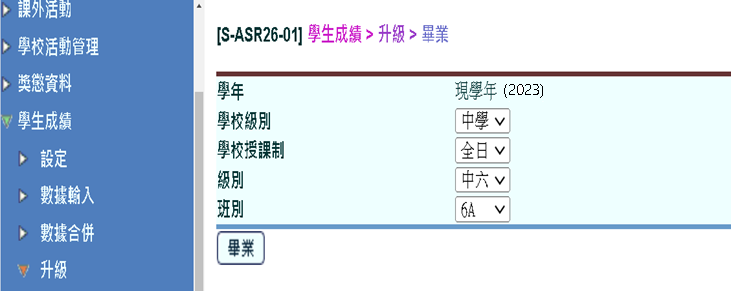 課外活動
學校活動管理
獎懲資料
學生成績
設定
數據輸入
數據合併
升級
[S-ASR26-01] 學生成績 > 升級 > 畢業
學年 現學年 (2023)
學校級別 中學
學校授課制 全日
級別 中六
班別 6A
畢業